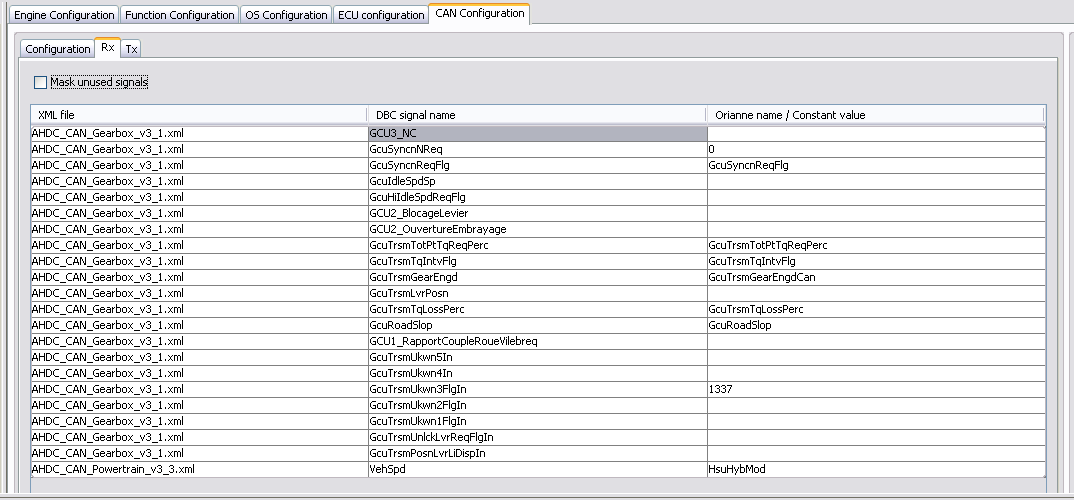 Engine Configuration Function Configuration OS Configuration ECU configuration CAN Configuration
Configuration Rx Tx
Mask unused signals
XML file DBC signal name Orianne name / Constant value
AHDC_CAN_Gearbox_v3_1.xml GCU3_NC
AHDC_CAN_Gearbox_v3_1.xml GcuSyncnNReq 0
AHDC_CAN_Gearbox_v3_1.xml GcuSyncnReqFlg GcuSyncnReqFlg
AHDC_CAN_Gearbox_v3_1.xml GcuIdleSpdSp
AHDC_CAN_Gearbox_v3_1.xml GcuHiIdleSpdReqFlg
AHDC_CAN_Gearbox_v3_1.xml GCU2_BlocageLevier
AHDC_CAN_Gearbox_v3_1.xml GCU2_OuvertureEmbrayage
AHDC_CAN_Gearbox_v3_1.xml GcuTrsmTotPtTqReqPerc GcuTrsmTotPtTqReqPerc
AHDC_CAN_Gearbox_v3_1.xml GcuTrsmTqIntvFlg GcuTrsmTqIntvFlg
AHDC_CAN_Gearbox_v3_1.xml GcuTrsmGearEngd GcuTrsmGearEngdCan
AHDC_CAN_Gearbox_v3_1.xml GcuTrsmLvrPosn
AHDC_CAN_Gearbox_v3_1.xml GcuTrsmTqLossPerc GcuTrsmTqLossPerc
AHDC_CAN_Gearbox_v3_1.xml GcuRoadSlop GcuRoadSlop
AHDC_CAN_Gearbox_v3_1.xml GCU1_RapportCoupleRoueVilebreq
AHDC_CAN_Gearbox_v3_1.xml GcuTrsmUkwn5In
AHDC_CAN_Gearbox_v3_1.xml GcuTrsmUkwn4In
AHDC_CAN_Gearbox_v3_1.xml GcuTrsmUkwn3FlgIn 1337
AHDC_CAN_Gearbox_v3_1.xml GcuTrsmUkwn2FlgIn
AHDC_CAN_Gearbox_v3_1.xml GcuTrsmUkwn1FlgIn
AHDC_CAN_Gearbox_v3_1.xml GcuTrsmUnlckLvrReqFlgIn
AHDC_CAN_Gearbox_v3_1.xml GcuTrsmPosnLvrLiDispIn
AHDC_CAN_Powertrain_v3_3.xml VehSpd HsuHybMod